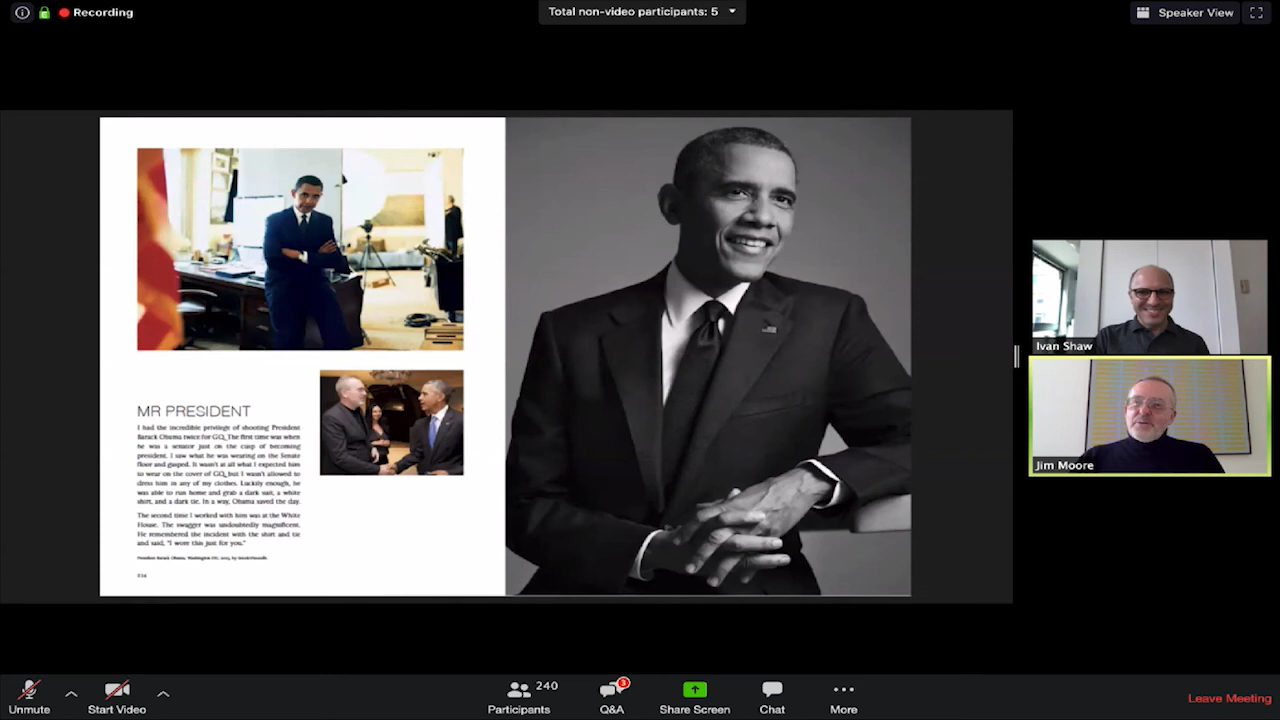 Recording
Total non-video participants: 5
Speaker View
MR PRESIDENT
I had the incredible privilege of shooting President
Barack Obama twice for GQ. The first time was when
he was a senator just on the cusp of becoming
president. I saw what he was wearing on the Senate
floor and gasped. It wasn't at all what I expected him
to wear on the cover of GQ, but I wasn't allowed to
dress him in any of my clothes. Luckily enough, he
was able to run home and grab a dark suit, a white
shirt, and a dark tie. In a way, Obama saved the day.
The second time I worked with him was at the White
House. The swagger was undoubtedly magnificent.
He remembered the incident with the shirt and tie
and said, "I wore this just for you."
President Barack Obama, Washington DC, by
Ivan Shaw
Jim Moore
Unmute
Start Video
240
Participants
3
Q&A
Share Screen
Chat
More
Leave Meeting